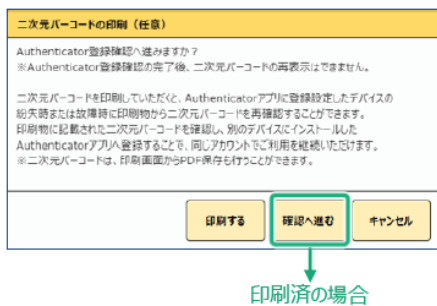 二次元バーコードの印刷（任意）
Authenticator登録確認へ進みますか？
※Authenticator登録確認の完了後、二次元バーコードの再表示はできません。
二次元バーコードを印刷していただくと、Authenticatorアプリに登録設定したデバイスの
紛失時または故障時に印刷物から二次元バーコードを再確認することができます。
印刷物に記載された二次元バーコードを確認し、別のデバイスにインストールした
Authenticatorアプリへ登録することで、同じアカウントでご利用を継続いただけます。
※二次元バーコードは、印刷画面からPDF保存も行うことができます。
印刷する 確認へ進む キャンセル
印刷済の場合